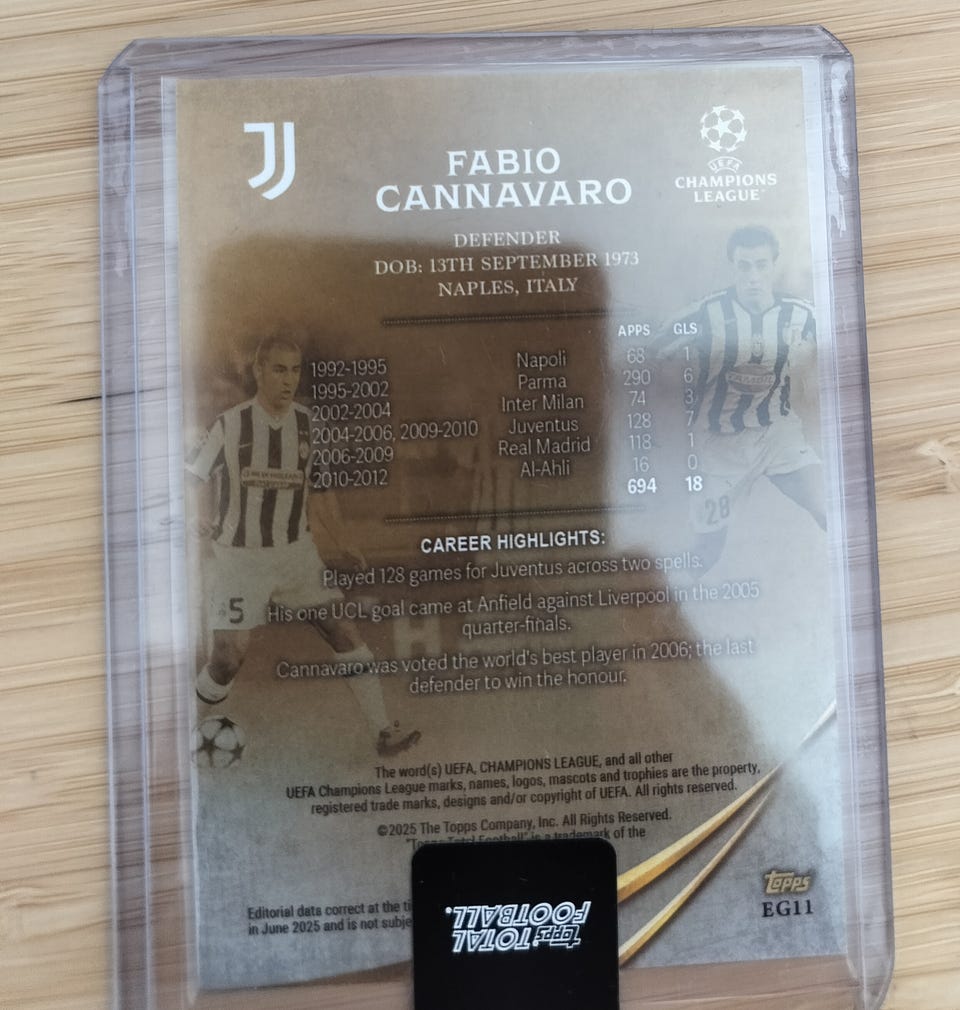 FABIO
CANNAVARO
UEFA
CHAMPIONS
LEAGUE
DEFENDER
DOB: 13TH SEPTEMBER 1973
NAPLES, ITALY
APPS GLS
1992-1995 Napoli 68 1
1995-2002 Parma 290 6
2002-2004 Inter Milan 74 3
2004-2006, 2009-2010 Juventus 128 7
2006-2009 Real Madrid 118 1
2010-2012 Al-Ahli 16 0
694 18
28
5
CAREER HIGHLIGHTS:
Played 128 games for Juventus across two spells.
His one UCL goal came at Anfield against Liverpool in the 2005
quarter-finals.
Cannavaro was voted the world's best player in 2006; the last
defender to win the honour.
The word(s) UEFA, CHAMPIONS LEAGUE, and all other
UEFA Champions League marks, names, logos, mascots and trophies are the property,
registered trade marks, designs and/or copyright of UEFA. All rights reserved.
©2025 The Topps Company, Inc. All Rights Reserved.
"Topps Total Football" is a trademark of the
Editorial data correct at the
in June 2025 and is not
topps TOTAL
FOOTBALL.
topps
EG11